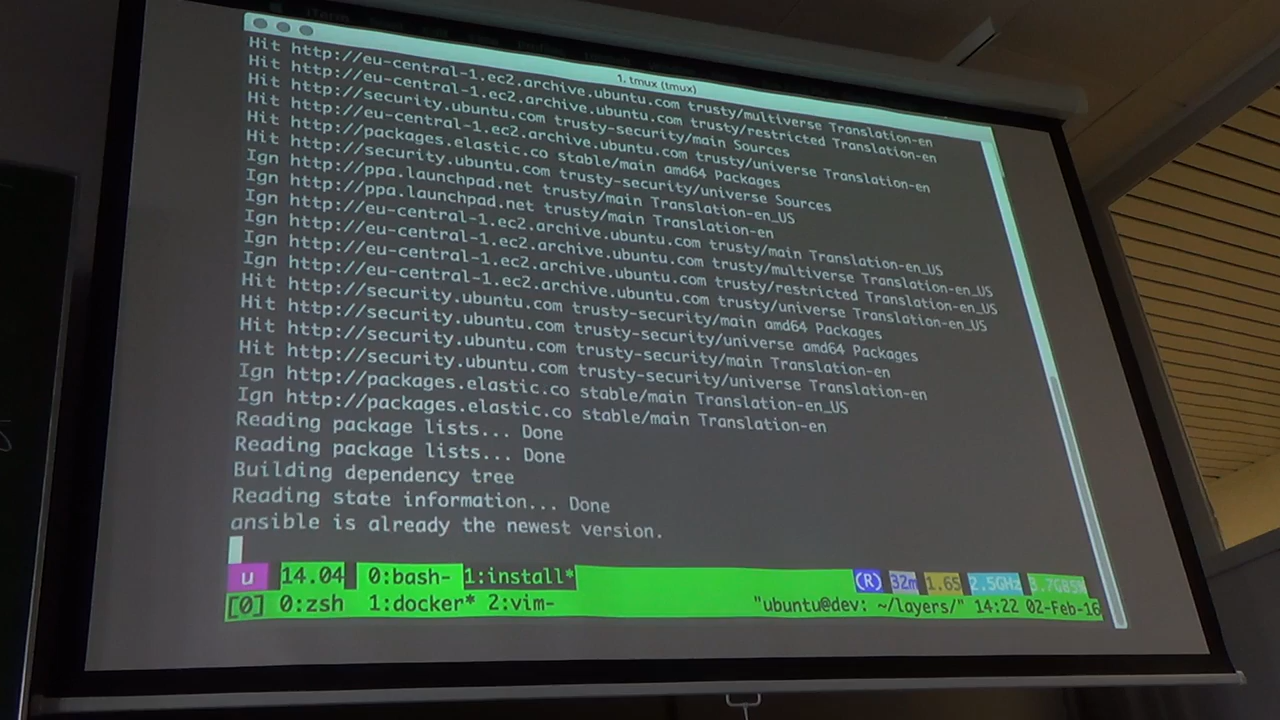 1. tmux (tmux)
Hit http://eu-central-1.ec2.archive.ubuntu.com trusty/multiverse Translation-en
Hit http://eu-central-1.ec2.archive.ubuntu.com trusty/restricted Translation-en
Hit http://security.ubuntu.com trusty-security/main Sources
Hit http://eu-central-1.ec2.archive.ubuntu.com trusty/universe Translation-en
Hit http://packages.elastic.co stable/main amd64 Packages
Hit http://security.ubuntu.com trusty-security/universe Sources
Ign http://ppa.launchpad.net trusty/main Translation-en_US
Ign http://ppa.launchpad.net trusty/main Translation-en
Ign http://eu-central-1.ec2.archive.ubuntu.com trusty/main Translation-en_US
Ign http://eu-central-1.ec2.archive.ubuntu.com trusty/multiverse Translation-en_US
Ign http://eu-central-1.ec2.archive.ubuntu.com trusty/restricted Translation-en_US
Ign http://eu-central-1.ec2.archive.ubuntu.com trusty/universe Translation-en_US
Hit http://security.ubuntu.com trusty-security/main amd64 Packages
Hit http://security.ubuntu.com trusty-security/universe amd64 Packages
Hit http://security.ubuntu.com trusty-security/main Translation-en
Hit http://security.ubuntu.com trusty-security/universe Translation-en
Ign http://packages.elastic.co stable/main Translation-en_US
Ign http://packages.elastic.co stable/main Translation-en
Reading package lists... Done
Reading package lists... Done
Building dependency tree
Reading state information... Done
ansible is already the newest version.
u 14.04 0:bash- 1:install* (R) 32m 2.5GHz
[0] 0:zsh 1:docker* 2:vim- "ubuntu@dev: ~/layers/" 14:22 02-Feb-16